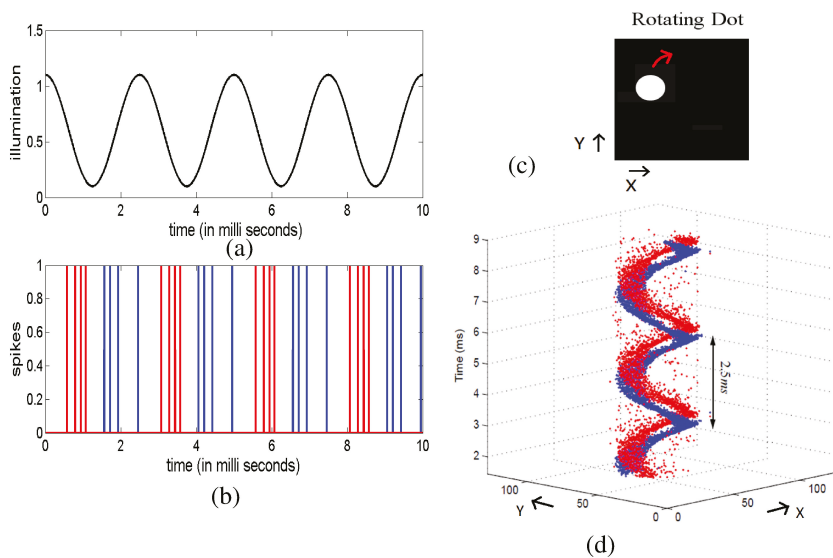 1.5
1
0.5
0
illumination
0 2 4 6 8 10
time (in milli seconds)
(a)
1
0.8
0.6
0.4
0.2
0
spikes
0 2 4 6 8 10
time (in milli seconds)
(b)
Rotating Dot
Y
X
(c)
9
8
7
6
5
4
3
2
Time (ms)
2.5ms
100
50
0
0
50
100
Y
X
(d)